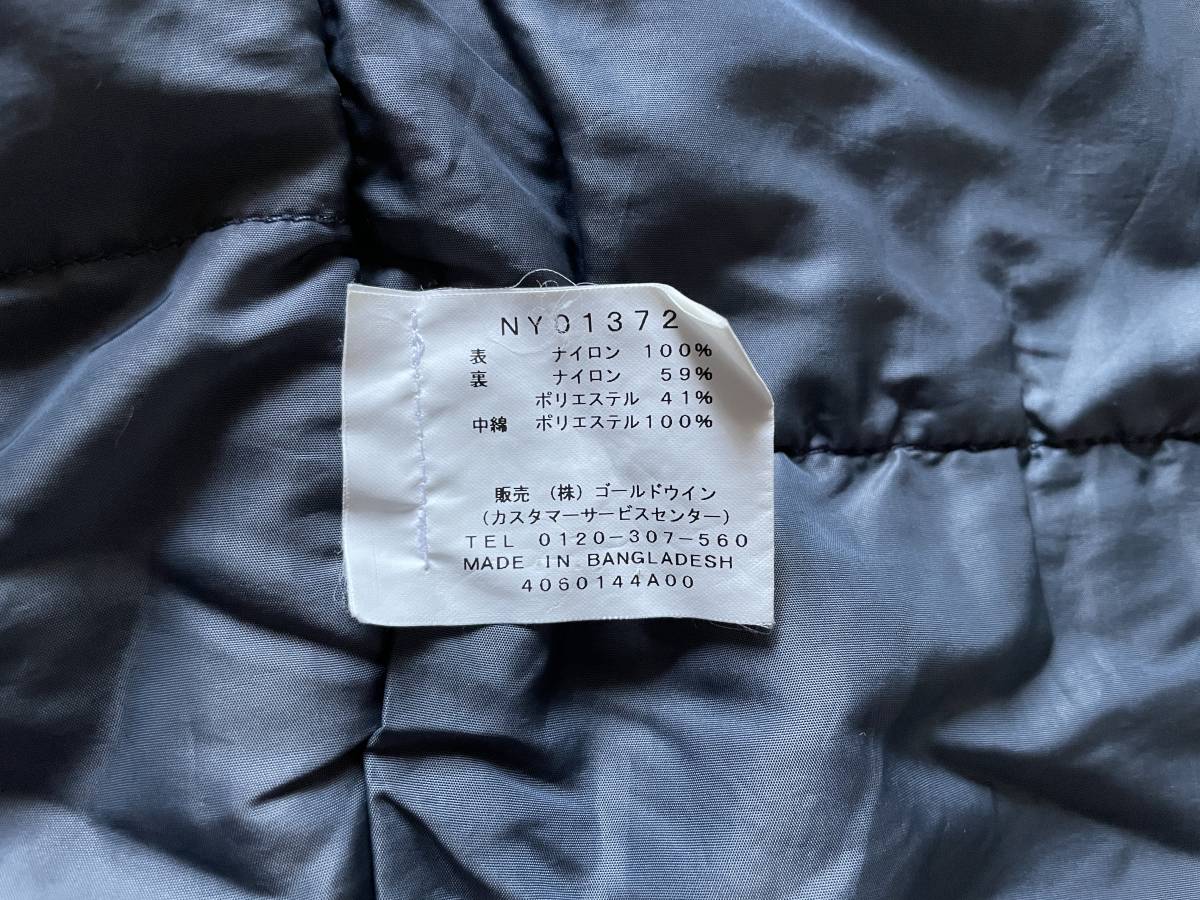 NY01372
表 ナイロン 100%
裏 ナイロン 59%
ポリエステル 41%
中綿 ポリエステル100%
販売 (株) ゴールドウイン
(カスタマーサービスセンター)
TEL 0120-307-560
MADE IN BANGLADESH
4060144A00